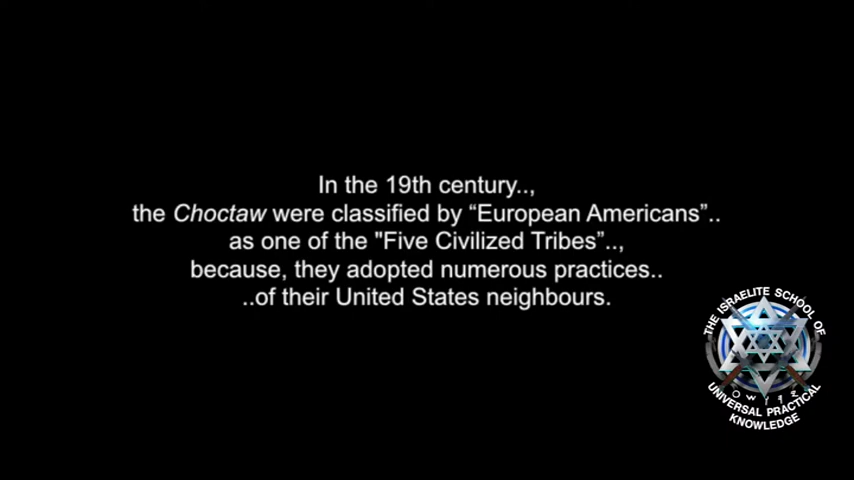 In the 19th century..,
the Choctaw were classified by “European Americans”..
as one of the "Five Civilized Tribes”..,
because, they adopted numerous practices..
..of their United States neighbours.
THE ISRAELITE SCHOOL OF
UNIVERSAL PRACTICAL
KNOWLEDGE